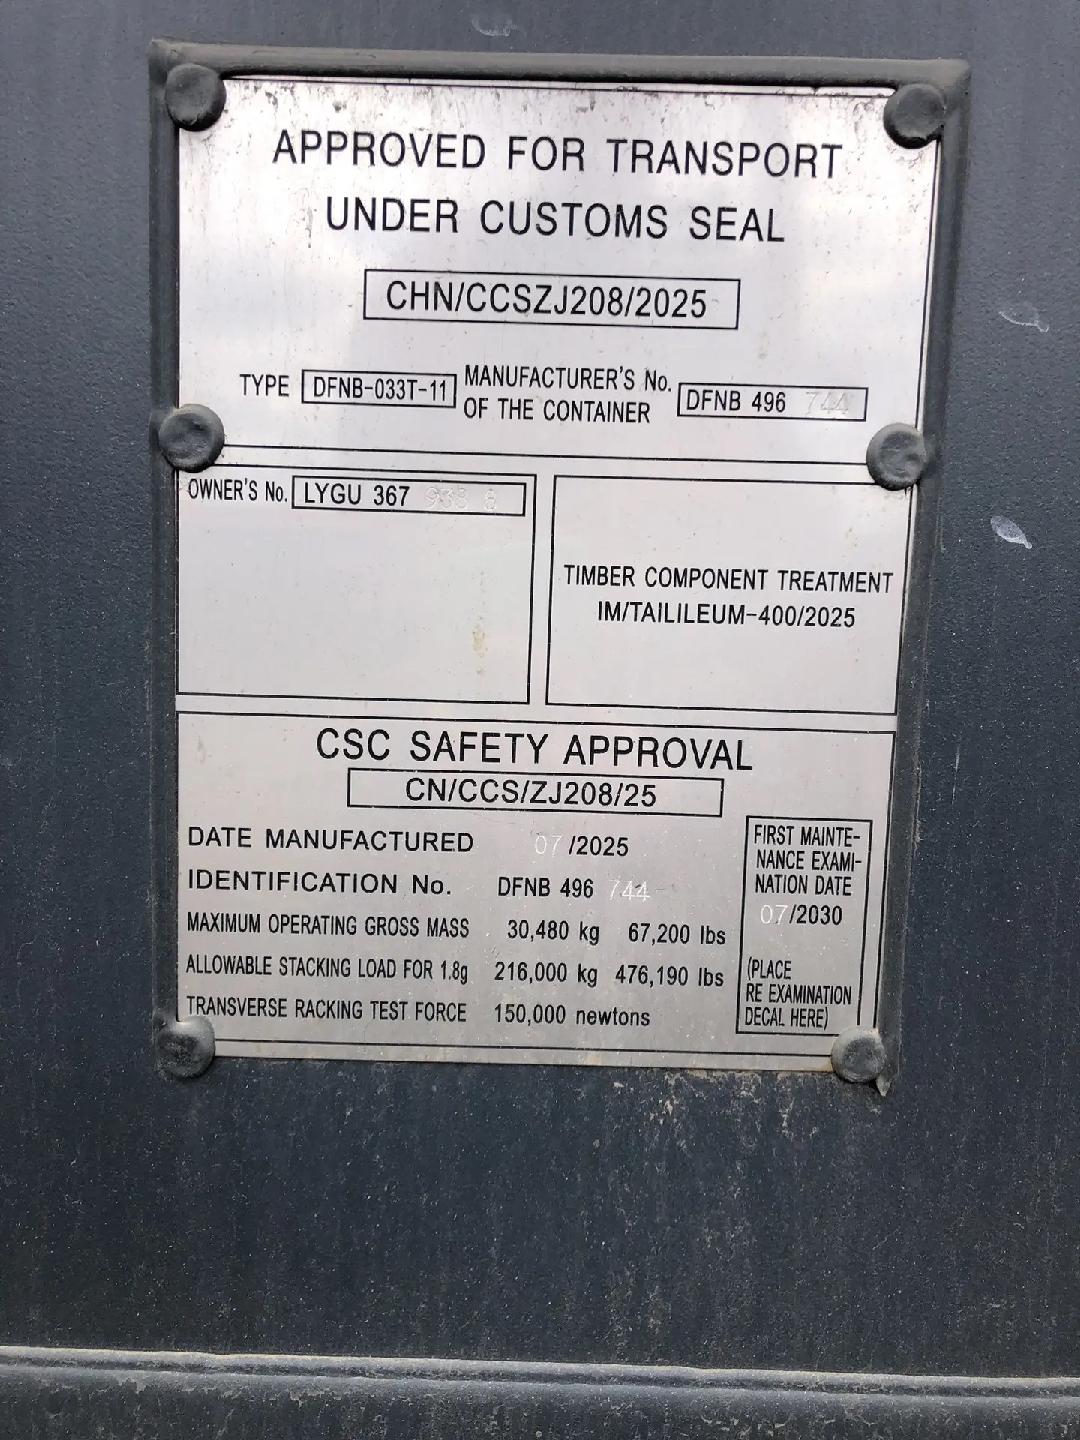 APPROVED FOR TRANSPORT
UNDER CUSTOMS SEAL
CHN/CCSZJ208/2025
TYPE DFNB-033T-11 MANUFACTURER'S No. OF THE CONTAINER DFNB 496 744
OWNER'S No. LYGU 367
TIMBER COMPONENT TREATMENT
IM/TAILILEUM-400/2025
CSC SAFETY APPROVAL
CN/CCS/ZJ208/25
DATE MANUFACTURED 07/2025
IDENTIFICATION No. DFNB 496 744
MAXIMUM OPERATING GROSS MASS 30,480 kg 67,200 lbs
ALLOWABLE STACKING LOAD FOR 1.8g 216,000 kg 476,190 lbs
TRANSVERSE RACKING TEST FORCE 150,000 newtons
FIRST MAINTE-
NANCE EXAMI-
NATION DATE
07/2030
(PLACE
RE EXAMINATION
DECAL HERE)